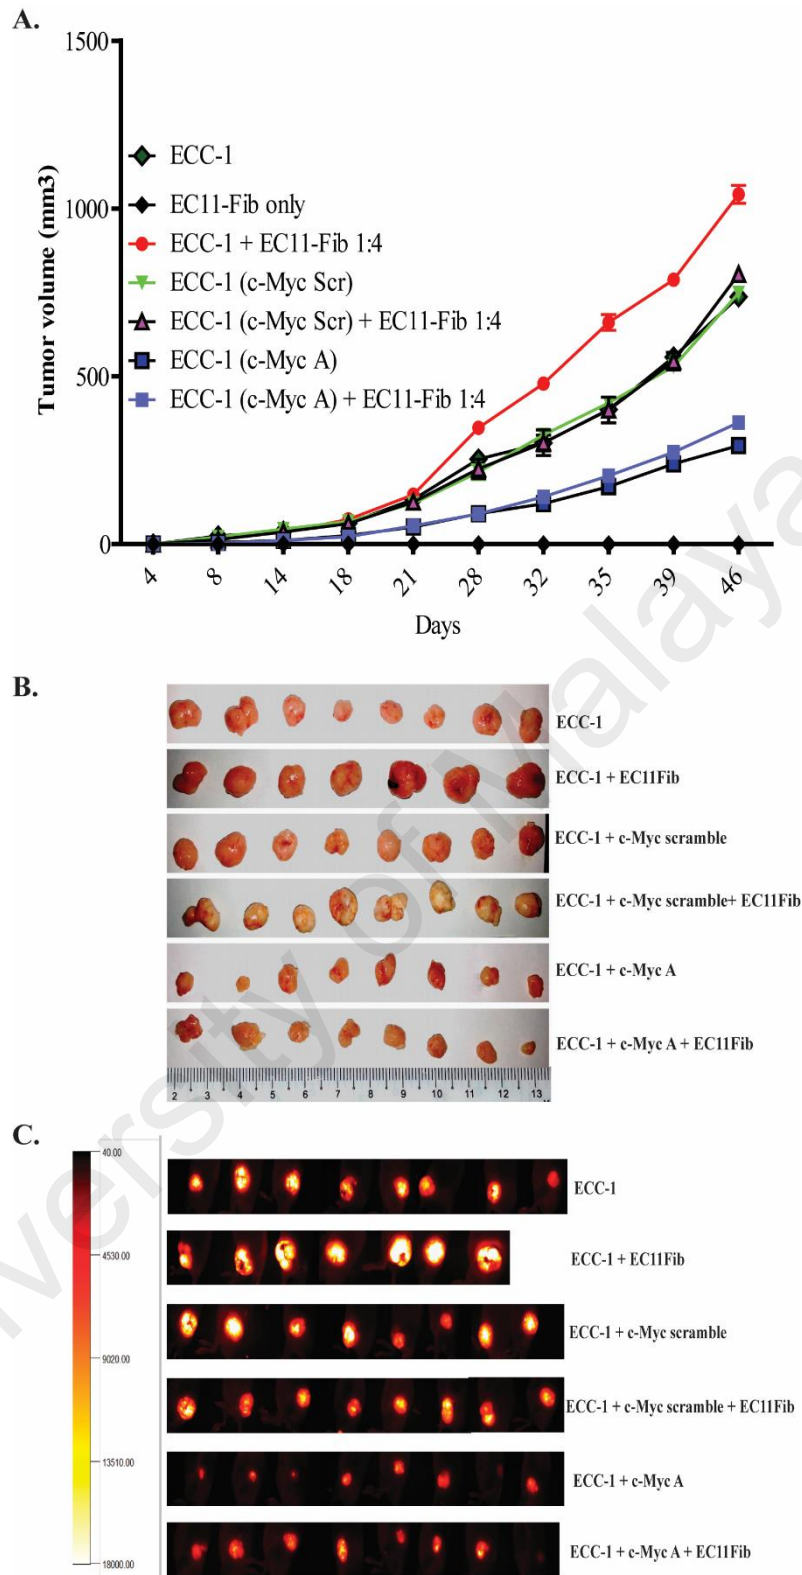 A.
Tumor volume (mm3)
1500
1000
500
0
ECC-1
EC11-Fib only
ECC-1 + EC11-Fib 1:4
ECC-1 (c-Myc Scr)
ECC-1 (c-Myc Scr) + EC11-Fib 1:4
ECC-1 (c-Myc A)
ECC-1 (c-Myc A) + EC11-Fib 1:4
4 8 14 18 21 28 32 35 39 46
Days
B.
ECC-1
ECC-1 + EC11Fib
ECC-1 + c-Myc scramble
ECC-1 + c-Myc scramble+ EC11Fib
ECC-1 + c-Myc A
ECC-1 + c-Myc A + EC11Fib
2 3 4 5 6 7 8 9 10 11 12 13
C.
40.00
4530.00
9020.00
13510.00
18000.00
ECC-1
ECC-1 + EC11Fib
ECC-1 + c-Myc scramble
ECC-1 + c-Myc scramble + EC11Fib
ECC-1 + c-Myc A
ECC-1 + c-Myc A + EC11Fib
versity of Malaya